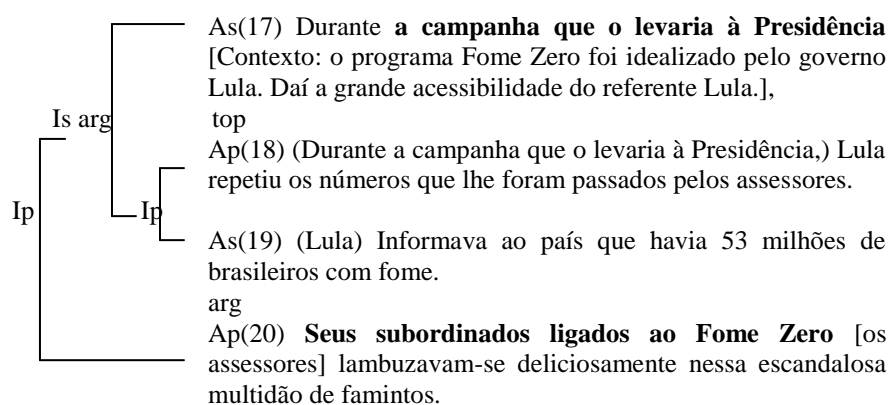 As(17) Durante a campanha que o levaria à Presidência
[Contexto: o programa Fome Zero foi idealizado pelo governo
Lula. Daí a grande acessibilidade do referente Lula.],
Is arg
top
Ap(18) (Durante a campanha que o levaria à Presidência,) Lula
repetiu os números que lhe foram passados pelos assessores.
Ip
Ip
As(19) (Lula) Informava ao país que havia 53 milhões de
brasileiros com fome.
arg
Ap(20) Seus subordinados ligados ao Fome Zero [os
assessores] lambuzavam-se deliciosamente nessa escandalosa
multidão de famintos.